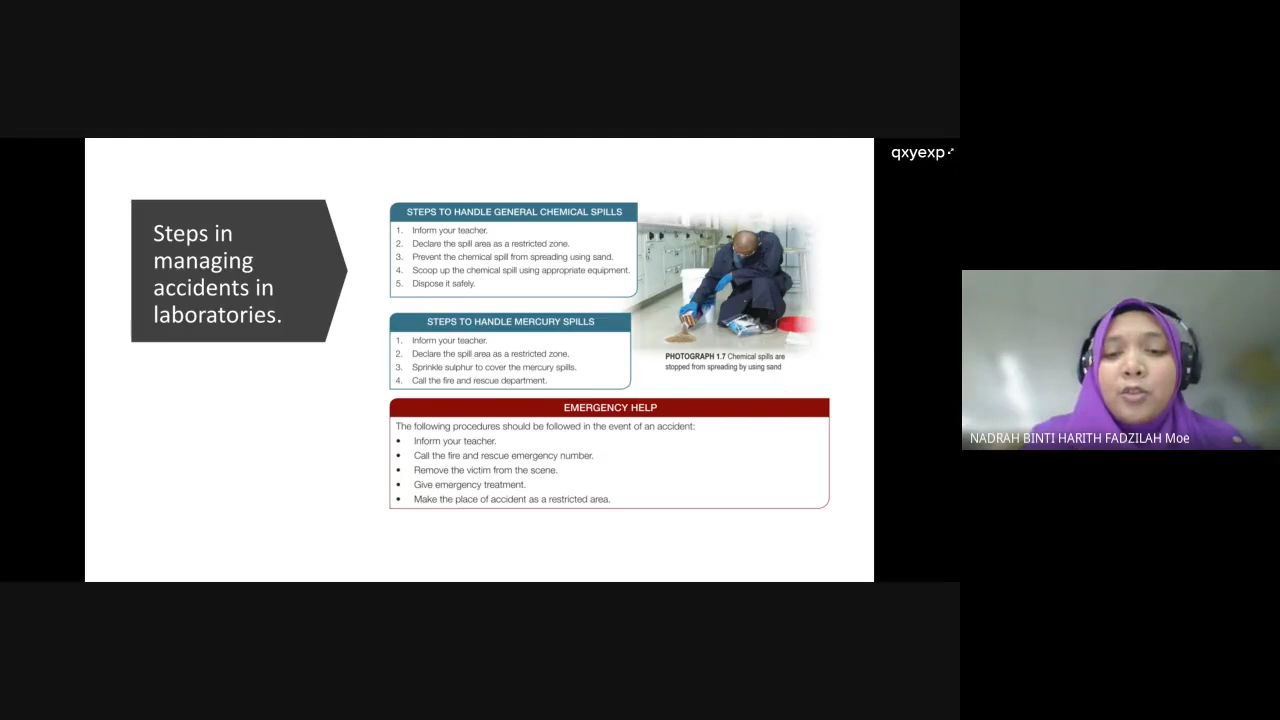 qxyexp
Steps in
managing
accidents in
laboratories.
STEPS TO HANDLE GENERAL CHEMICAL SPILLS
1. Inform your teacher.
2. Declare the spill area as a restricted zone.
3. Prevent the chemical spill from spreading using sand.
4. Scoop up the chemical spill using appropriate equipment.
5. Dispose it safely.
STEPS TO HANDLE MERCURY SPILLS
1. Inform your teacher.
2. Declare the spill area as a restricted zone.
3. Sprinkle sulphur to cover the mercury spills.
4. Call the fire and rescue department.
PHOTOGRAPH 1.7 Chemical spills are
stopped from spreading by using sand
EMERGENCY HELP
The following procedures should be followed in the event of an accident:
• Inform your teacher.
• Call the fire and rescue emergency number.
• Remove the victim from the scene.
• Give emergency treatment.
• Make the place of accident as a restricted area.
NADRAH BINTI HARITH FADZILAH Moe